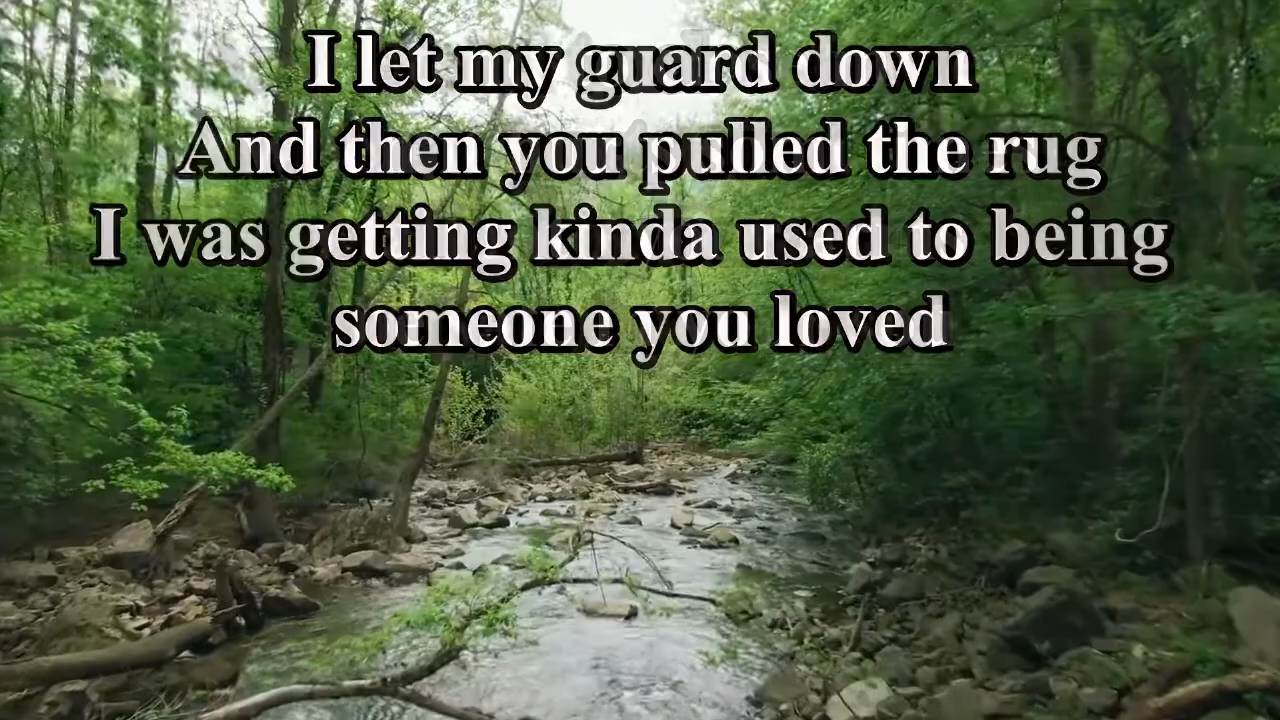 I let my guard down
And then you pulled the rug
I was getting kinda used to being
someone you loved